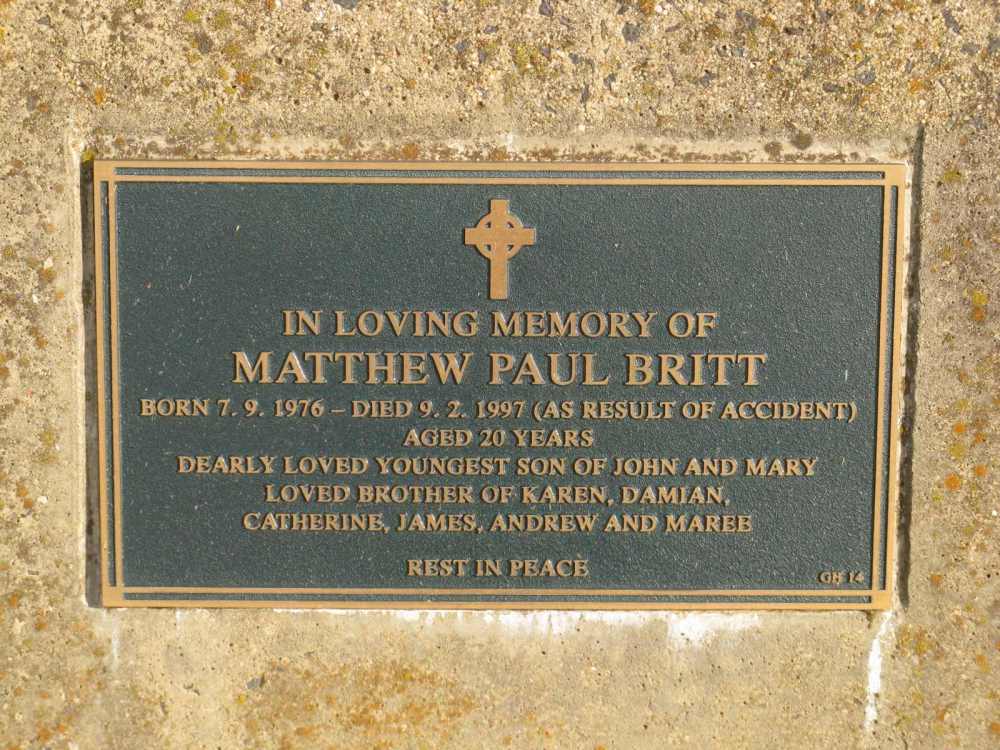 IN LOVING MEMORY OF
MATTHEW PAUL BRITT
BORN 7. 9. 1976 – DIED 9. 2. 1997 (AS RESULT OF ACCIDENT)
AGED 20 YEARS
DEARLY LOVED YOUNGEST SON OF JOHN AND MARY
LOVED BROTHER OF KAREN, DAMIAN,
CATHERINE, JAMES, ANDREW AND MAREE
REST IN PEACE
GH 14